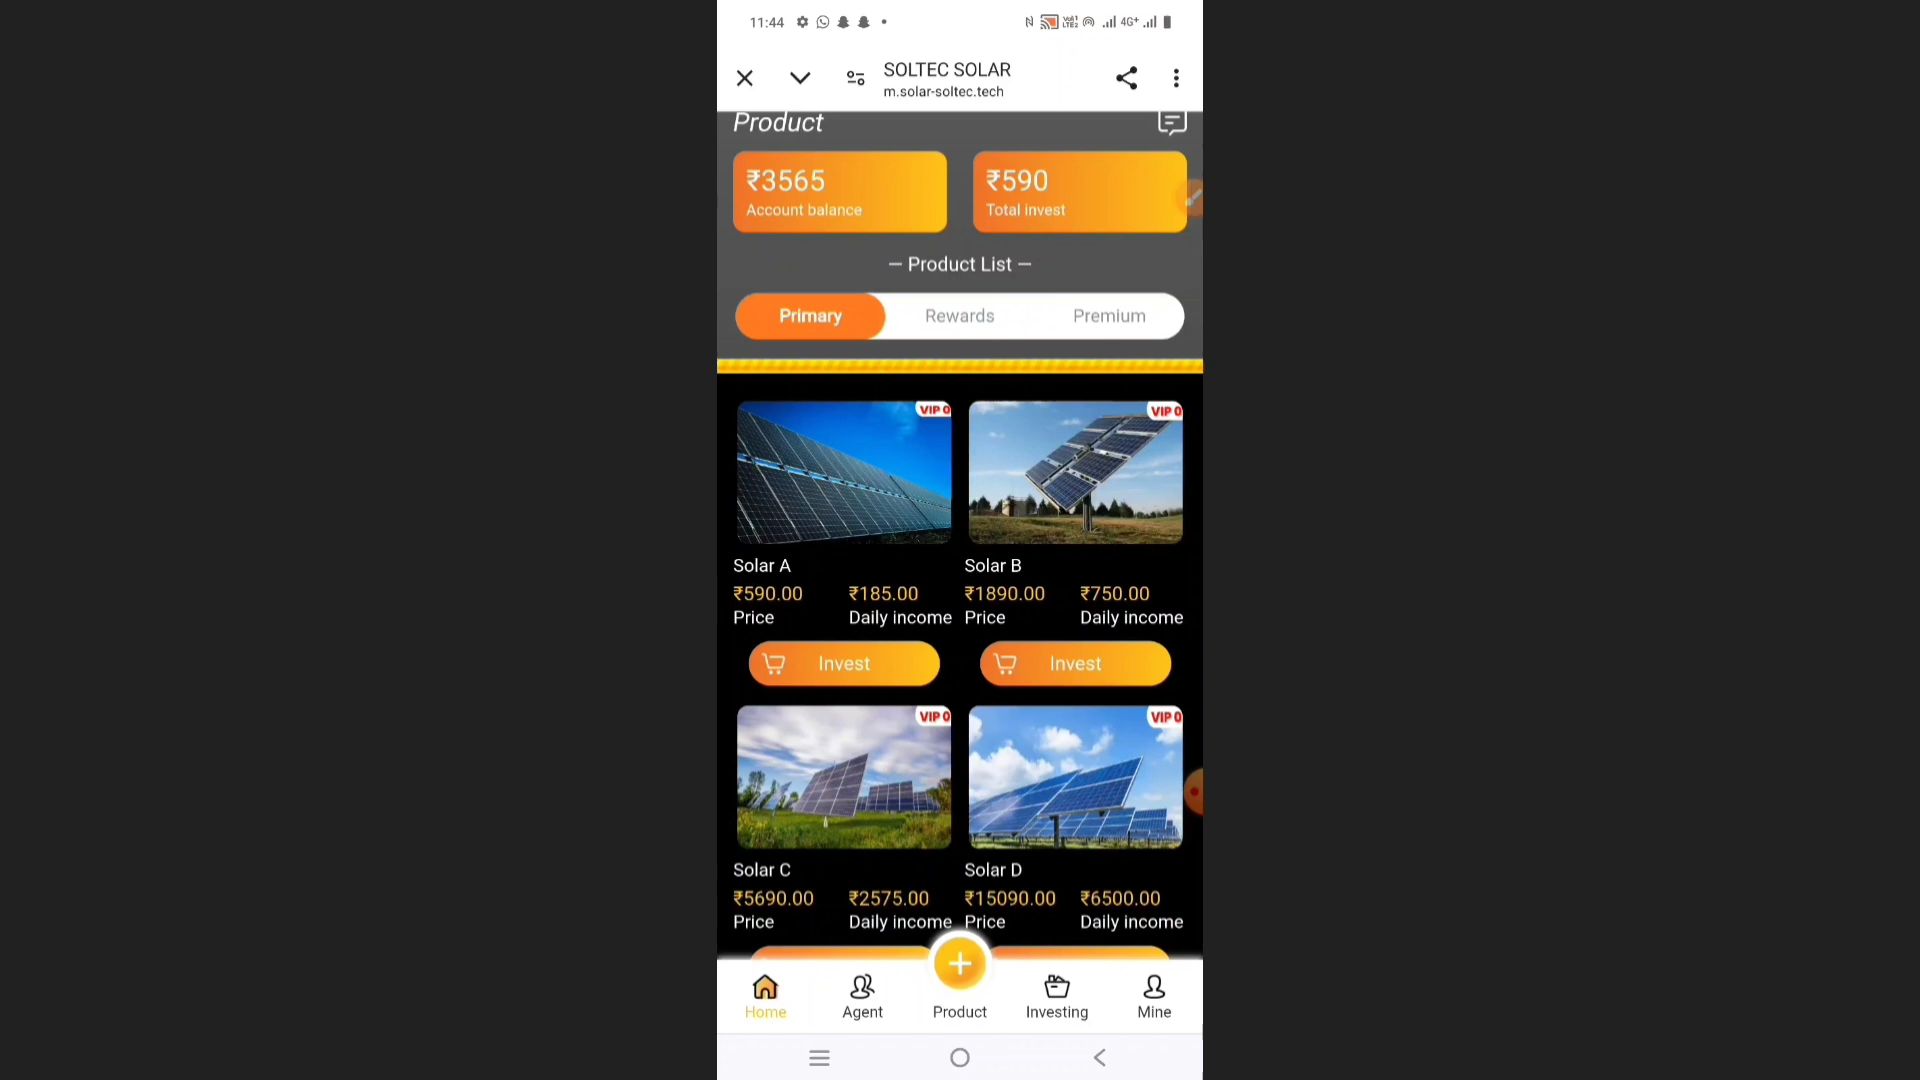 11:44
VoI1 LTE2 4G+
SOLTEC SOLAR
m.solar-soltec.tech
Product
₹3565 ₹590
Account balance Total invest
— Product List —
Primary Rewards Premium
VIP 0 VIP 0
Solar A Solar B
₹590.00 ₹185.00 ₹1890.00 ₹750.00
Price Daily income Price Daily income
Invest Invest
VIP 0 VIP 0
Solar C Solar D
₹5690.00 ₹2575.00 ₹15090.00 ₹6500.00
Price Daily income Price Daily income
Home Agent Product Investing Mine